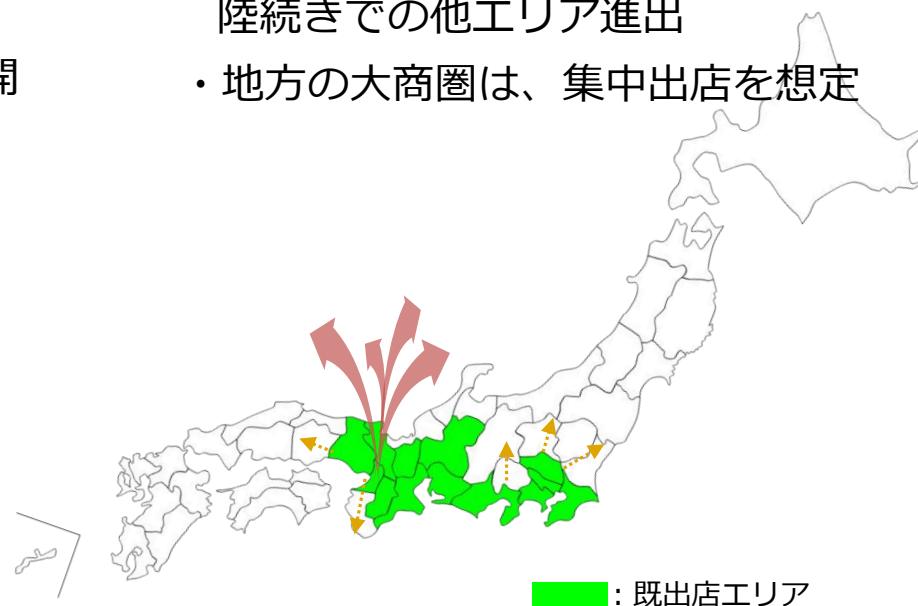 陸続きでの他エリア進出
開
・地方の大商圏は、集中出店を想定
：既出店エリア